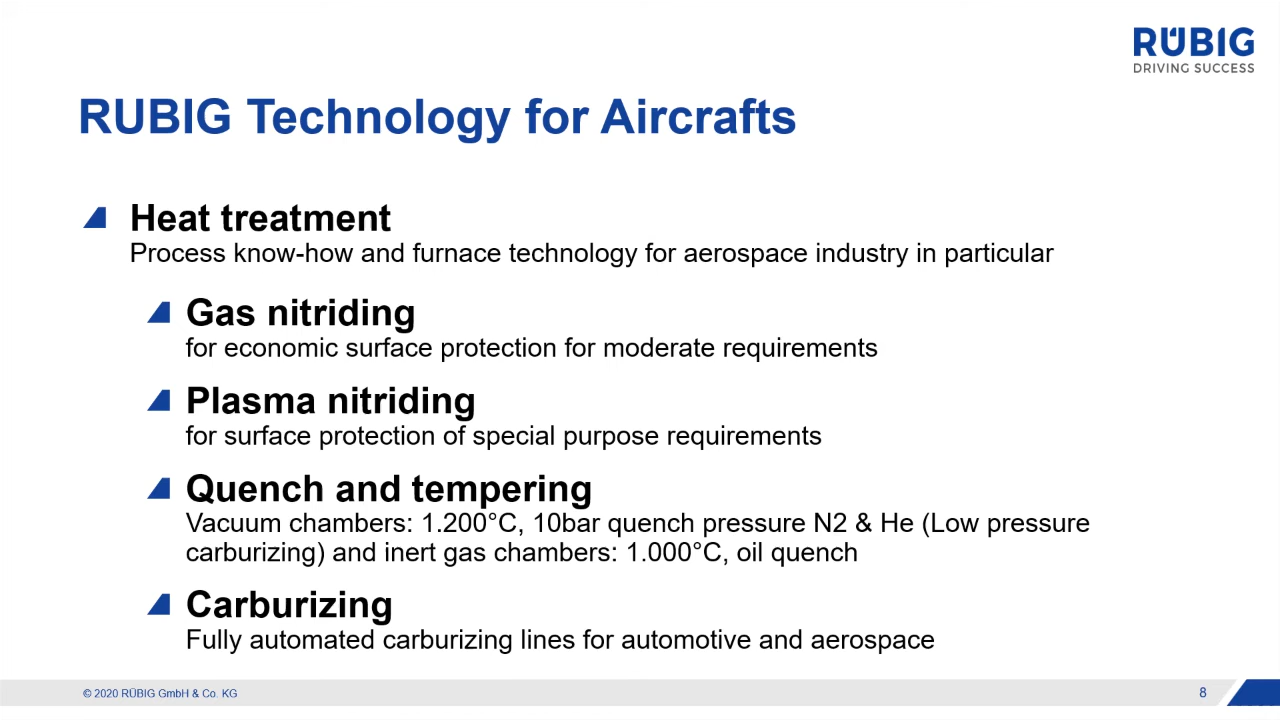 RÜBIG
DRIVING SUCCESS
RUBIG Technology for Aircrafts
Heat treatment
Process know-how and furnace technology for aerospace industry in particular
Gas nitriding
for economic surface protection for moderate requirements
Plasma nitriding
for surface protection of special purpose requirements
Quench and tempering
Vacuum chambers: 1.200°C, 10bar quench pressure N2 & He (Low pressure
carburizing) and inert gas chambers: 1.000°C, oil quench
Carburizing
Fully automated carburizing lines for automotive and aerospace
© 2020 RÜBIG GmbH & Co. KG
8